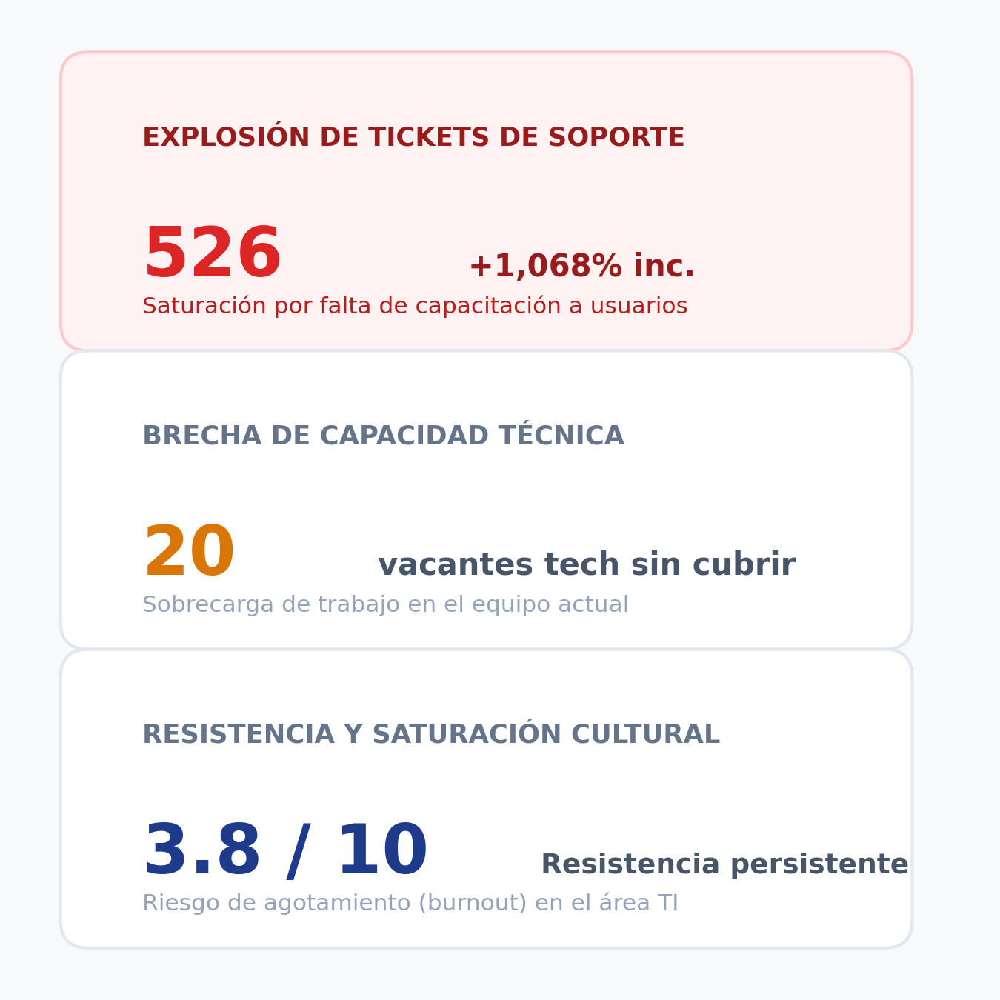 EXPLOSIÓN DE TICKETS DE SOPORTE
526 +1,068% inc.
Saturación por falta de capacitación a usuarios
BRECHA DE CAPACIDAD TÉCNICA
20 vacantes tech sin cubrir
Sobrecarga de trabajo en el equipo actual
RESISTENCIA Y SATURACIÓN CULTURAL
3.8 / 10 Resistencia persistente
Riesgo de agotamiento (burnout) en el área TI